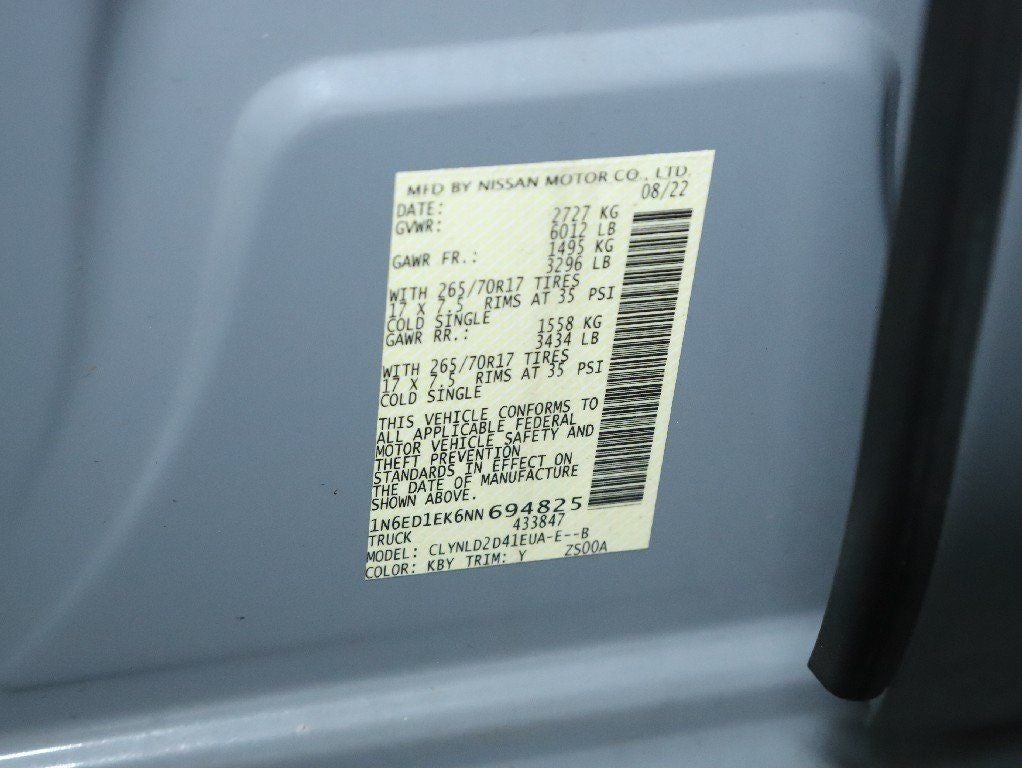 MFD BY NISSAN MOTOR CO., LTD.
DATE: 08/22
GVWR: 2727 KG
6012 LB
GAWR FR.: 1495 KG
3296 LB
WITH 265/70R17 TIRES
17 X 7.5 RIMS AT 35 PSI
COLD SINGLE
GAWR RR.: 1558 KG
3434 LB
WITH 265/70R17 TIRES
17 X 7.5 RIMS AT 35 PSI
COLD SINGLE
THIS VEHICLE CONFORMS TO
ALL APPLICABLE FEDERAL
MOTOR VEHICLE SAFETY AND
THEFT PREVENTION
STANDARDS IN EFFECT ON
THE DATE OF MANUFACTURE
SHOWN ABOVE.
1N6ED1EK6NN694825
TRUCK 433847
MODEL: CLYNLD2D41EUA-E--B
COLOR: KBY TRIM: Y ZS00A